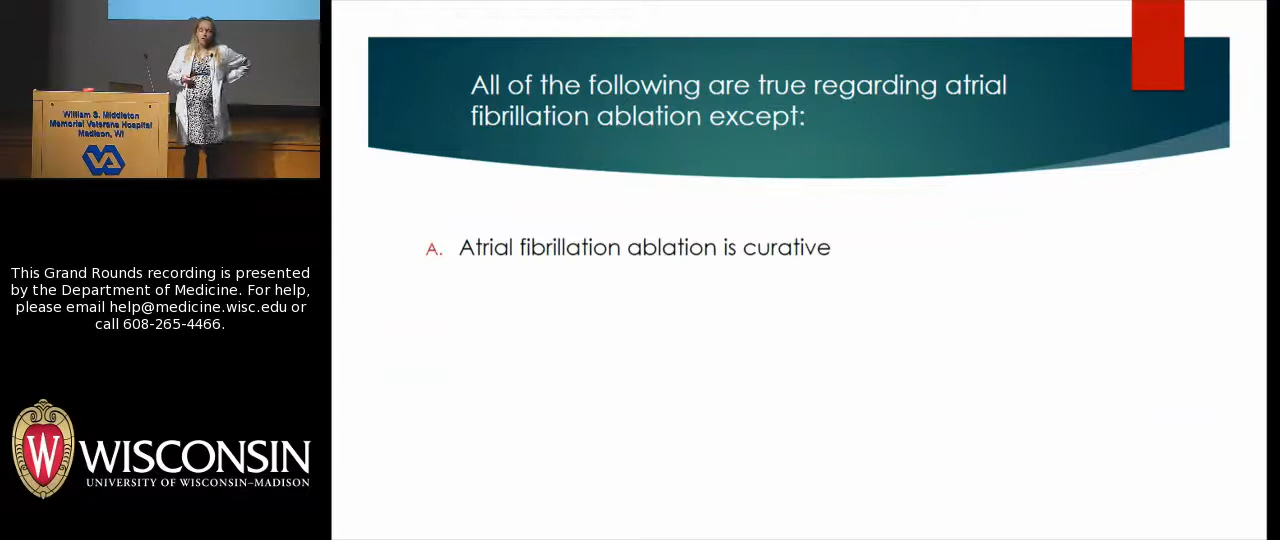 William S. Middleton
Memorial Veterans Hospital
Madison, WI
VA
This Grand Rounds recording is presented
by the Department of Medicine. For help,
please email help@medicine.wisc.edu or
call 608-265-4466.
W
WISCONSIN
UNIVERSITY OF WISCONSIN–MADISON
All of the following are true regarding atrial
fibrillation ablation except:
A. Atrial fibrillation ablation is curative